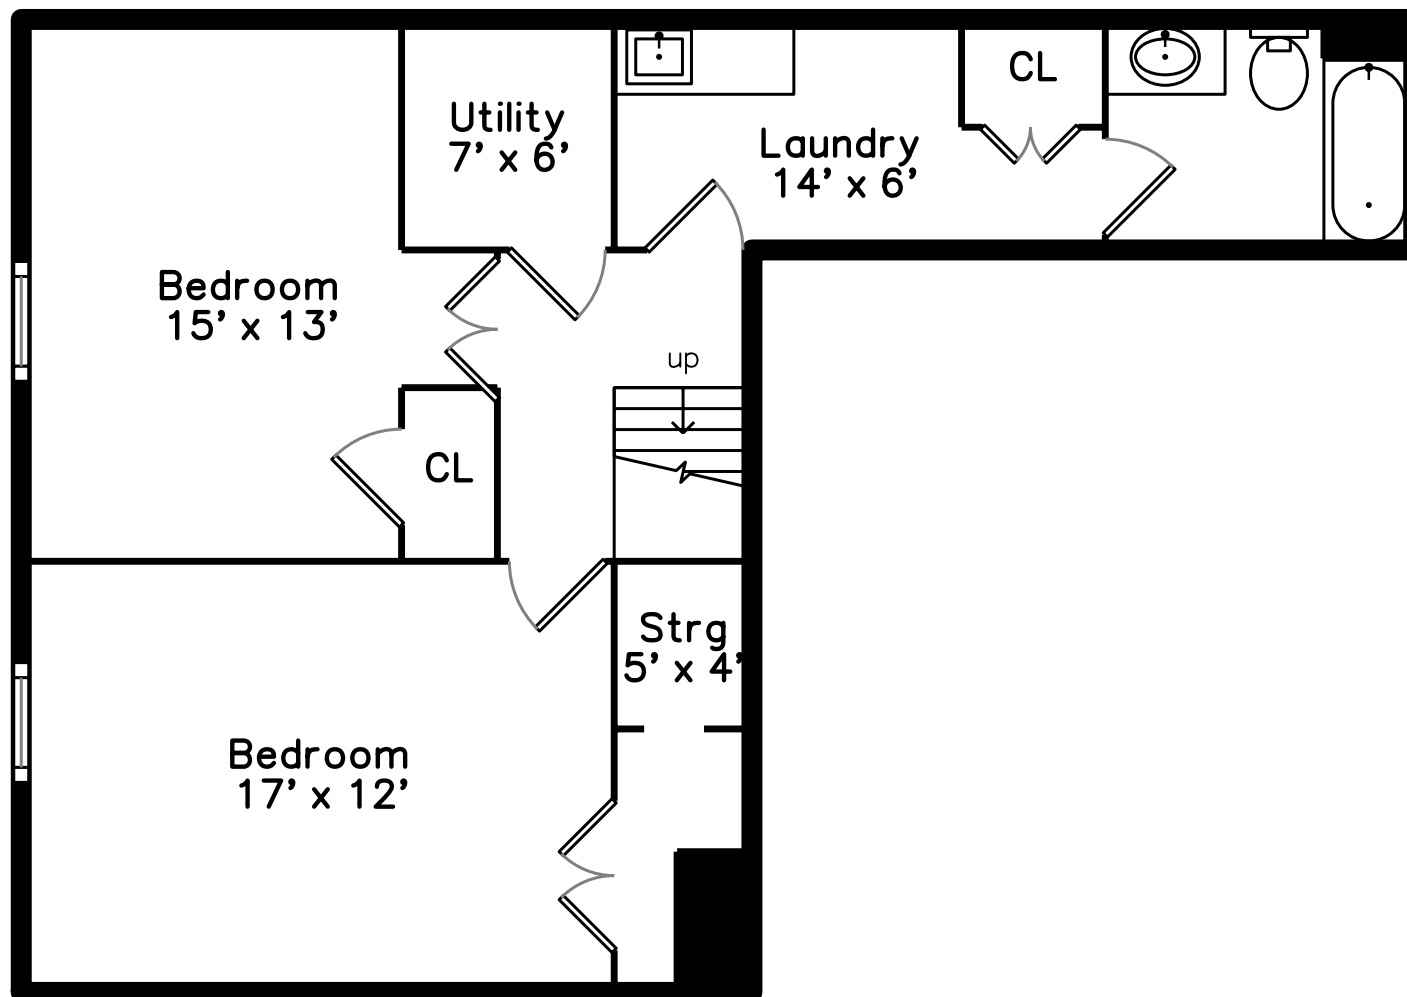 CL
Utility
7' x 6'
Laundry
14' x 6'
Bedroom
15' x 13'
up
CL
Strg
5' x 4'
Bedroom
17' x 12'